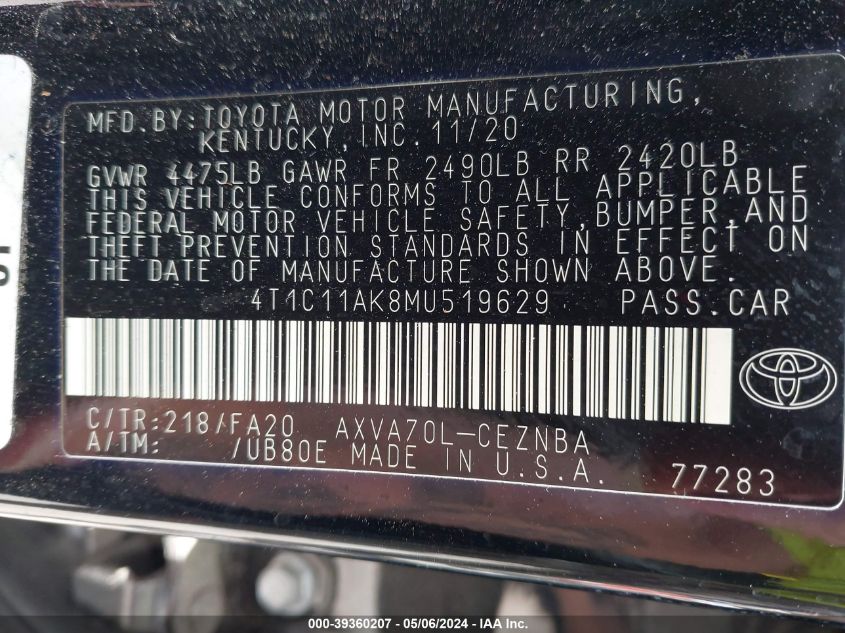 MFD.BY:TOYOTA MOTOR MANUFACTURING,
KENTUCKY,INC.11/20
GVWR 4475LB GAWR FR 2490LB RR 2420LB
THIS VEHICLE CONFORMS TO ALL APPLICABLE
FEDERAL MOTOR VEHICLE SAFETY,BUMPER,AND
THEFT PREVENTION STANDARDS IN EFFECT ON
THE DATE OF MANUFACTURE SHOWN ABOVE.
4T1C11AK8MU519629 PASS.CAR
C/TR:218/FA20 AXVA70L-CEZNBA
A/TM: /UB80E MADE IN U.S.A. 77283
000-39360207 - 05/06/2024 - IAA Inc.